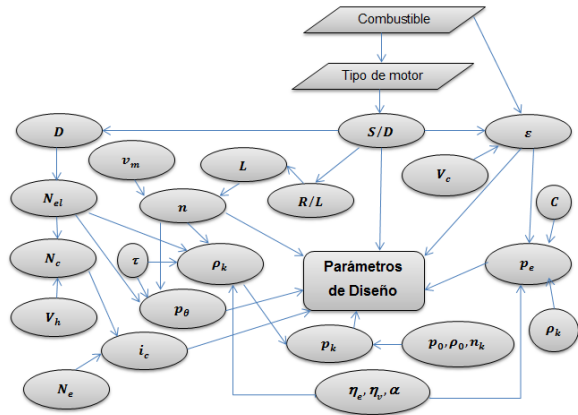 Combustible
Tipo de motor
D
S/D
ε
v_m
L
V_c
R/L
N_el
n
C
N_c
τ
ρ_k
Parámetros
de Diseño
p_e
V_h
p_θ
i_c
p_k
p_0, ρ_0, n_k
ρ_k
N_e
η_e, η_v, α